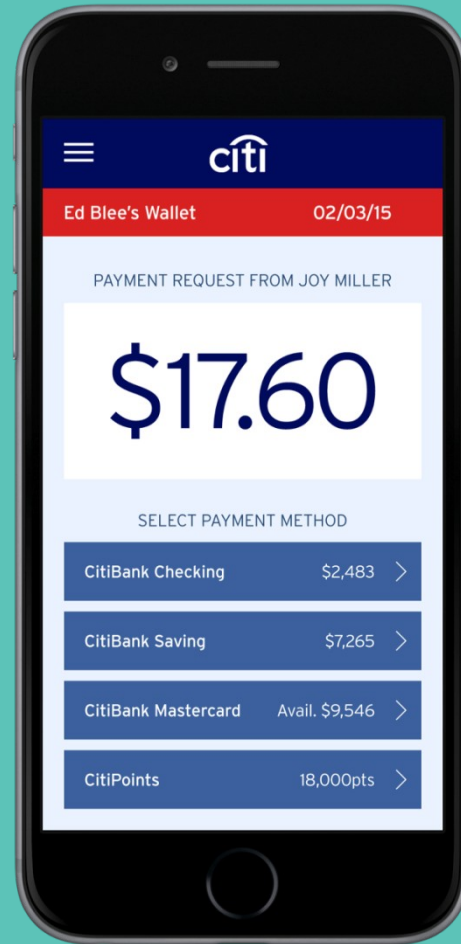 citi
Ed Blee's Wallet 02/03/15
PAYMENT REQUEST FROM JOY MILLER
$17.60
SELECT PAYMENT METHOD
CitiBank Checking $2,483
CitiBank Saving $7,265
CitiBank Mastercard Avail. $9,546
CitiPoints 18,000pts